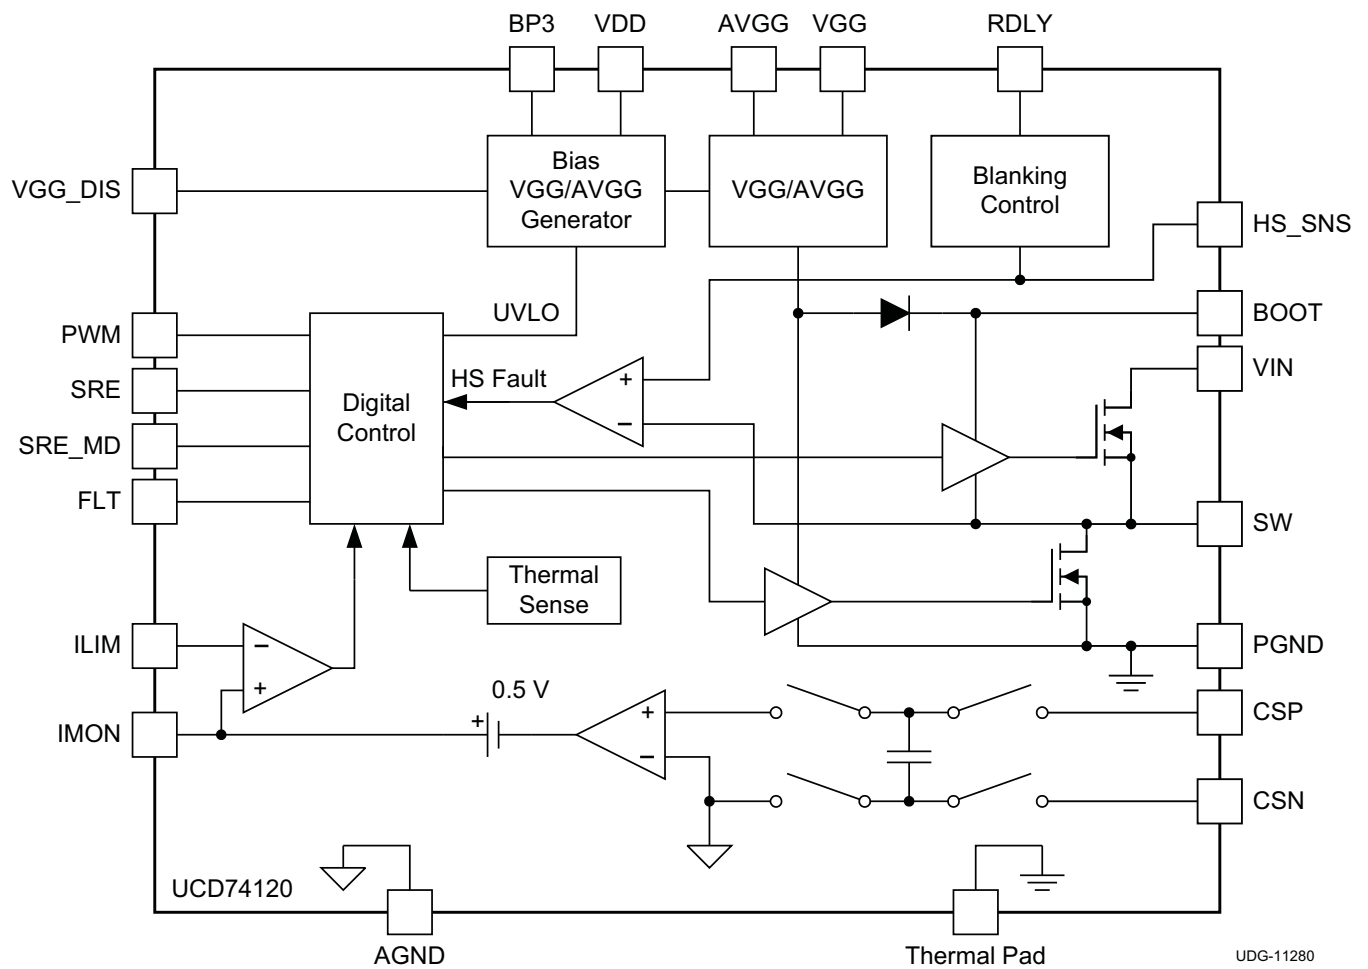 BP3
VDD
AVGG
VGG
RDLY
VGG_DIS
Bias
VGG/AVGG
Generator
VGG/AVGG
Blanking
Control
HS_SNS
UVLO
BOOT
PWM
VIN
SRE
HS Fault
+
−
Digital
Control
SRE_MD
FLT
SW
Thermal
Sense
ILIM
−
+
PGND
0.5 V
+
+
−
CSP
IMON
CSN
UCD74120
AGND
Thermal Pad
UDG-11280